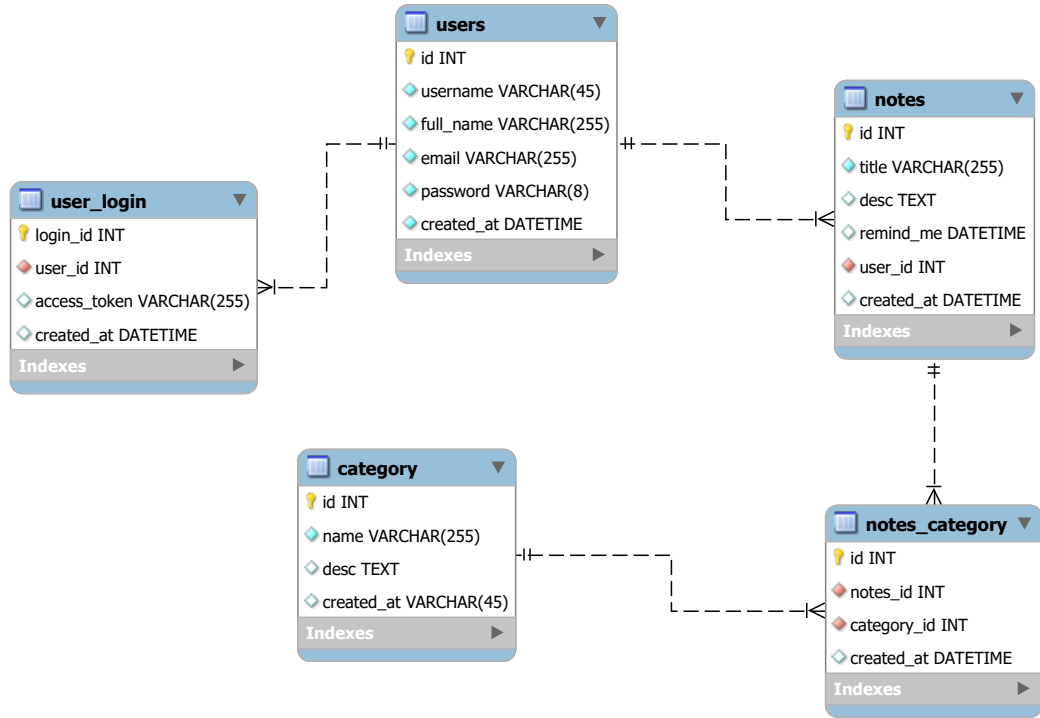 users
id INT
username VARCHAR(45)
full_name VARCHAR(255)
email VARCHAR(255)
password VARCHAR(8)
created_at DATETIME
Indexes
notes
id INT
title VARCHAR(255)
desc TEXT
remind_me DATETIME
user_id INT
created_at DATETIME
Indexes
user_login
login_id INT
user_id INT
access_token VARCHAR(255)
created_at DATETIME
Indexes
category
id INT
name VARCHAR(255)
desc TEXT
created_at VARCHAR(45)
Indexes
notes_category
id INT
notes_id INT
category_id INT
created_at DATETIME
Indexes